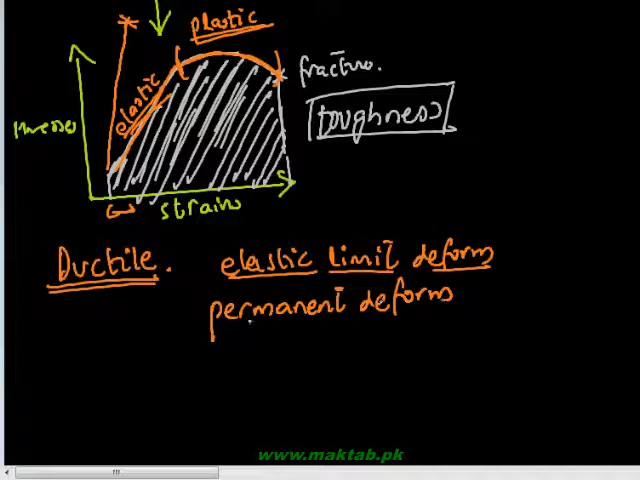 plastic
elastic
fracture.
toughness
stress
strain
Ductile. elastic limit deform
permanent deform
www.maktab.pk